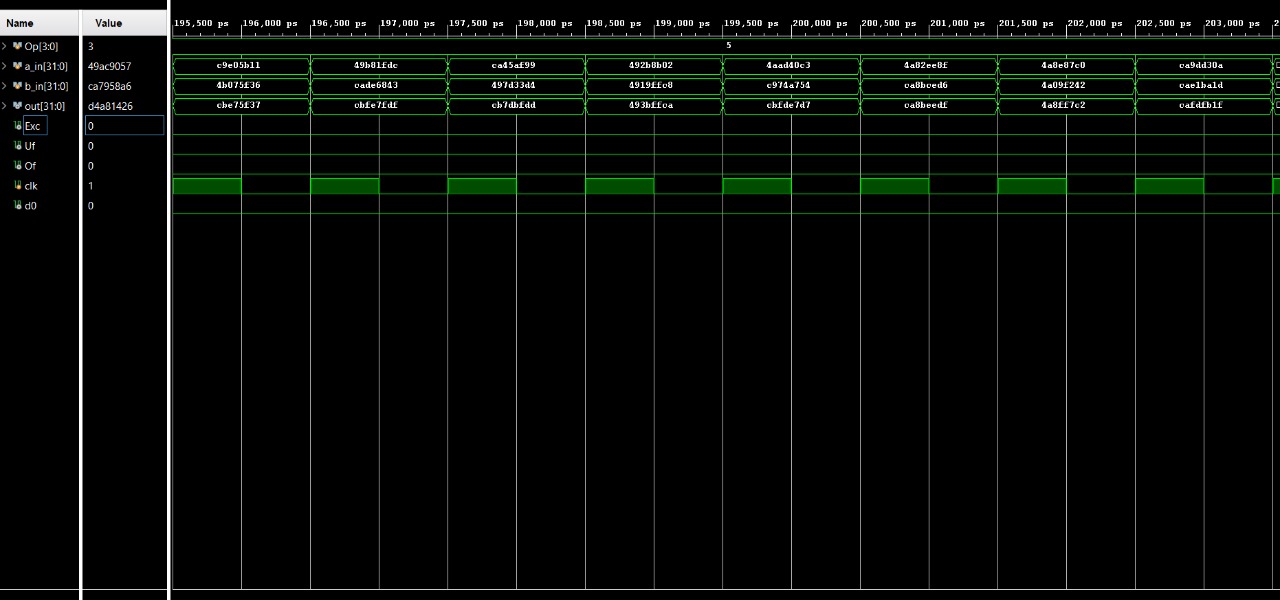 Name Value 195,500 ps 196,000 ps 196,500 ps 197,000 ps 197,500 ps 198,000 ps 198,500 ps 199,000 ps 199,500 ps 200,000 ps 200,500 ps 201,000 ps 201,500 ps 202,000 ps 202,500 ps 203,000 ps
Op[3:0] 3 5
a_in[31:0] 49ac9057 c9e05b11 49b81fdc ca45af99 492b8b02 4aad40c3 4a82ee8f 4a8e87c0 ca9dd30a
b_in[31:0] ca7958a6 4b075f36 cade6843 497d33d4 4919ffc8 c974a754 ca8bced6 4a09f242 cae1ba1d
out[31:0] d4a81426 cbe75f37 cbfe7fdf cb7dbfdd 493bffca cbfde7d7 ca8beedf 4a8ff7c2 cafdfb1f
Exc 0
Uf 0
Of 0
clk 1
d0 0